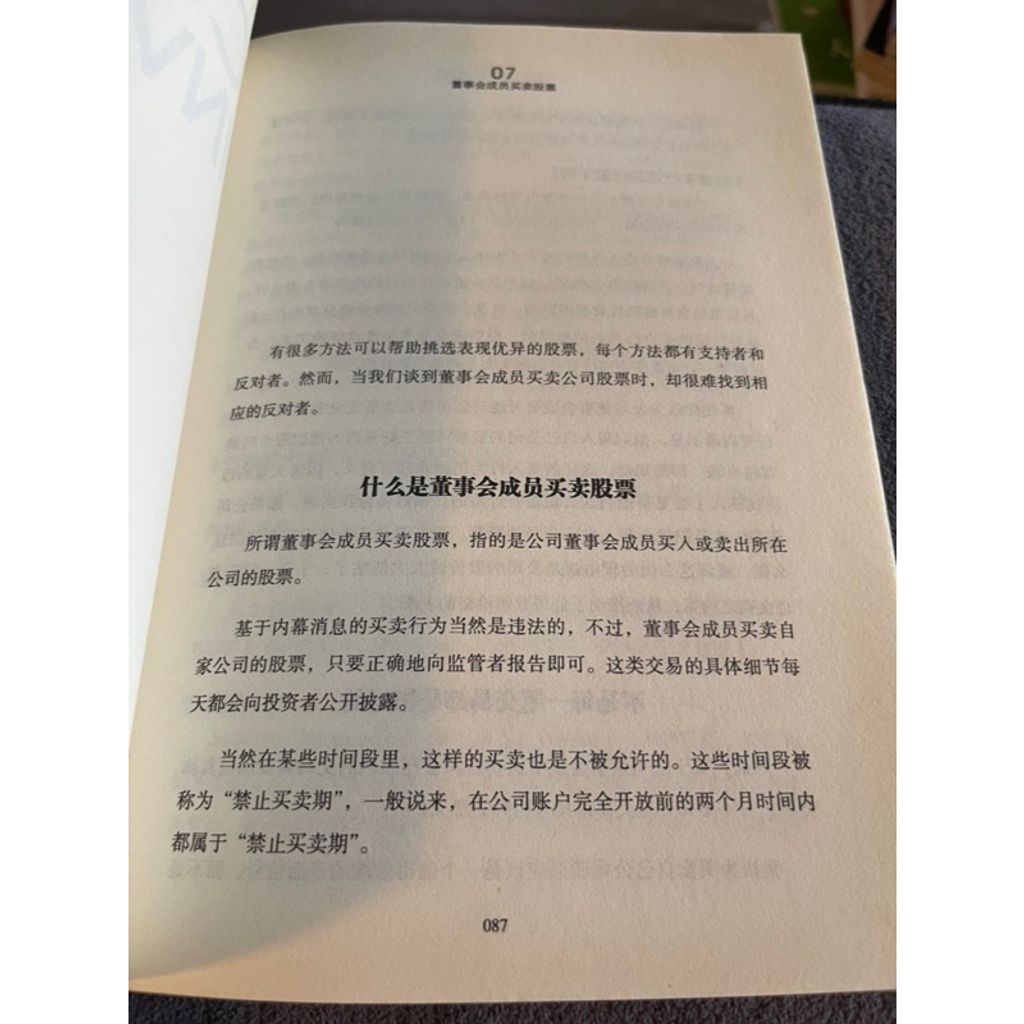 07
董事会成员买卖股票
有很多方法可以帮助挑选表现优异的股票，每个方法都有支持者和
反对者。然而，当我们谈到董事会成员买卖公司股票时，却很难找到相
应的反对者。
什么是董事会成员买卖股票
所谓董事会成员买卖股票，指的是公司董事会成员买人或卖出所在
公司的股票。
基于内幕消息的买卖行为当然是违法的，不过，董事会成员买卖自
家公司的股票，只要正确地向监管者报告即可。这类交易的具体细节每
天都会向投资者公开披露。
当然在某些时间段里，这样的买卖也是不被允许的。这些时间段被
称为“禁止买卖期”，一般说来，在公司账户完全开放前的两个月时间内
都属于“禁止买卖期”。
087